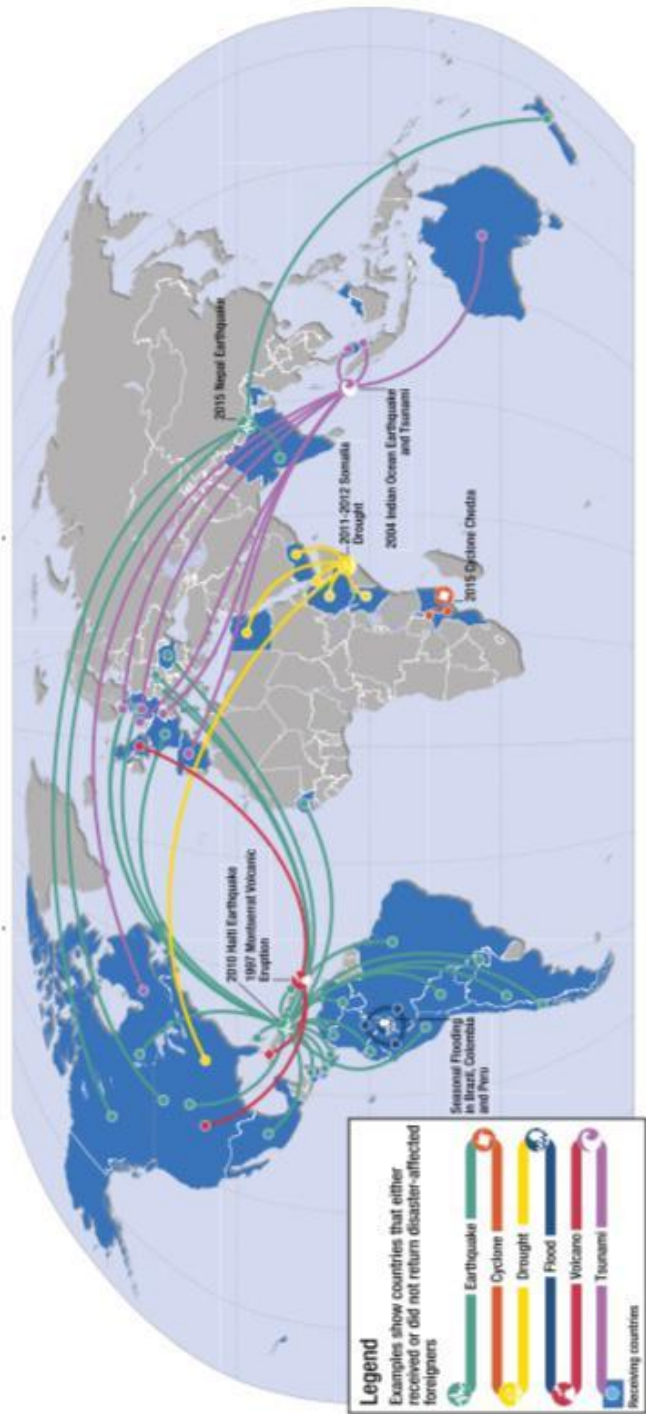 2015 Nepal Earthquake
2011-2012 Somalia
Drought
2004 Indian Ocean Earthquake
and Tsunami
2015 Cyclone Chedza
2010 Haiti Earthquake
1997 Montserrat Volcanic
Eruption
Seasonal Flooding
in Brazil, Colombia
and Peru
Legend
Examples show countries that either
received or did not return disaster-affected
foreigners
Earthquake
Cyclone
Drought
Flood
Volcano
Tsunami
Receiving countries